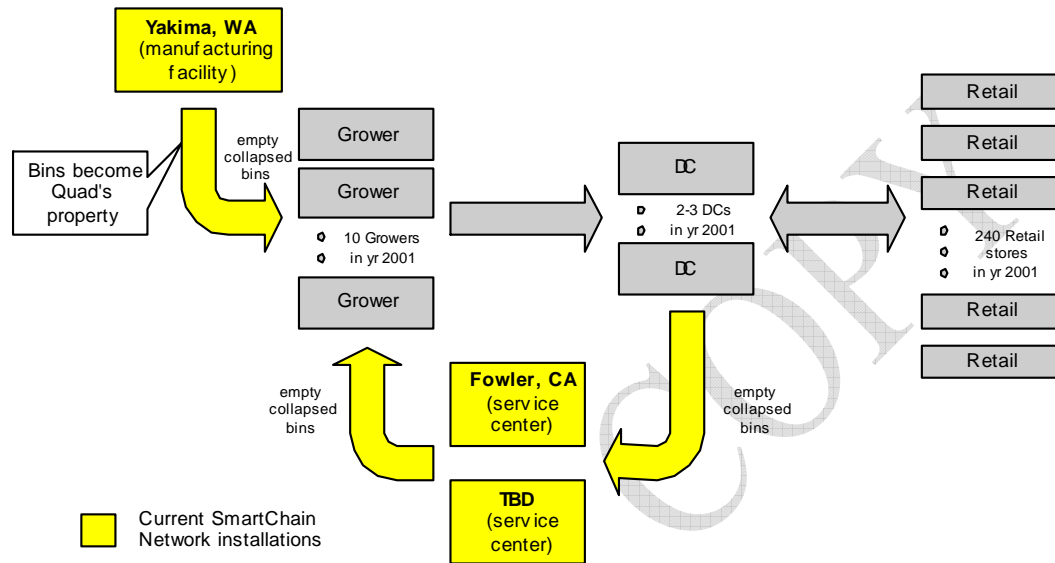 Yakima, WA
(manufacturing
facility)
Bins become
Quad's
property
empty
collapsed
bins
Grower
Grower
10 Growers
in yr 2001
Grower
DC
2-3 DCs
in yr 2001
DC
Retail
Retail
Retail
240 Retail
stores
in yr 2001
Retail
Retail
empty
collapsed
bins
Fowler, CA
(service
center)
empty
collapsed
bins
TBD
(service
center)
Current SmartChain
Network installations
COPY